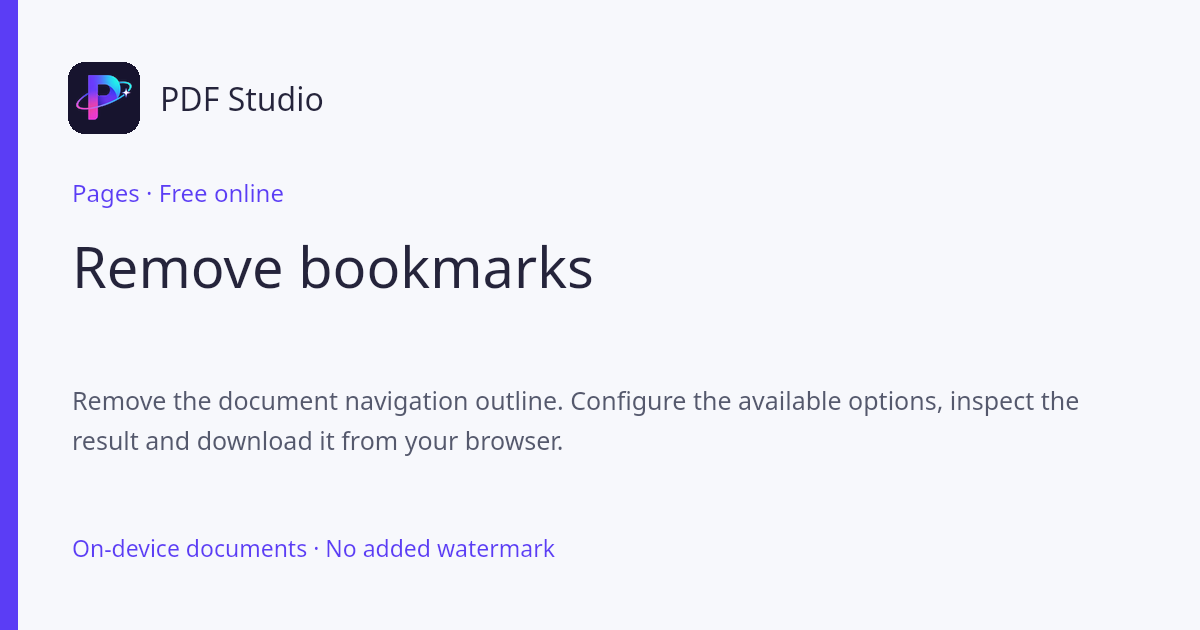 PDF Studio
Pages · Free online
Remove bookmarks
Remove the document navigation outline. Configure the available options, inspect the
result and download it from your browser.
On-device documents · No added watermark